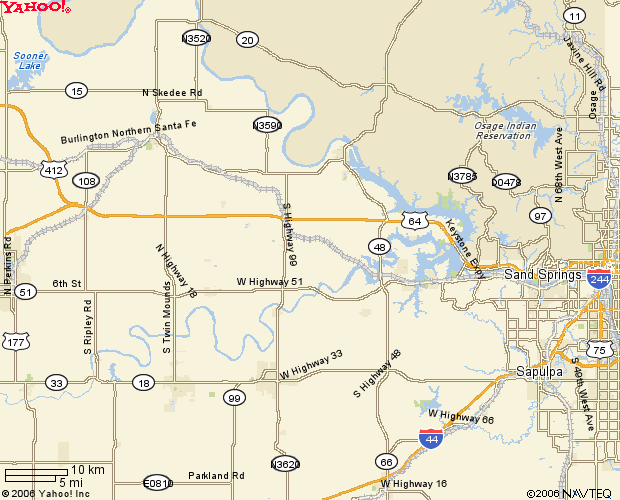 YAHOO!
11
N3520
20
Javine Hill Rd
Sooner
Lake
15
N Skedee Rd
Osage
N3590
Burlington Northern Santa Fe
Osage Indian
Reservation
N 68th West Ave
412
108
N3785
D0478
S Highway 99
64
97
Keystone Expy
N Perkins Rd
N Highway 18
48
Sand Springs
244
51
6th St
W Highway 51
S Ripley Rd
S Twin Mounds
177
75
W Highway 33
S Highway 48
Sapulpa
S 49th West Ave
33
18
99
W Highway 66
44
N3620
66
10 km
5 mi
E0810
Parkland Rd
W Highway 16
© 2006 Yahoo! Inc
©2006 NAVTEQ